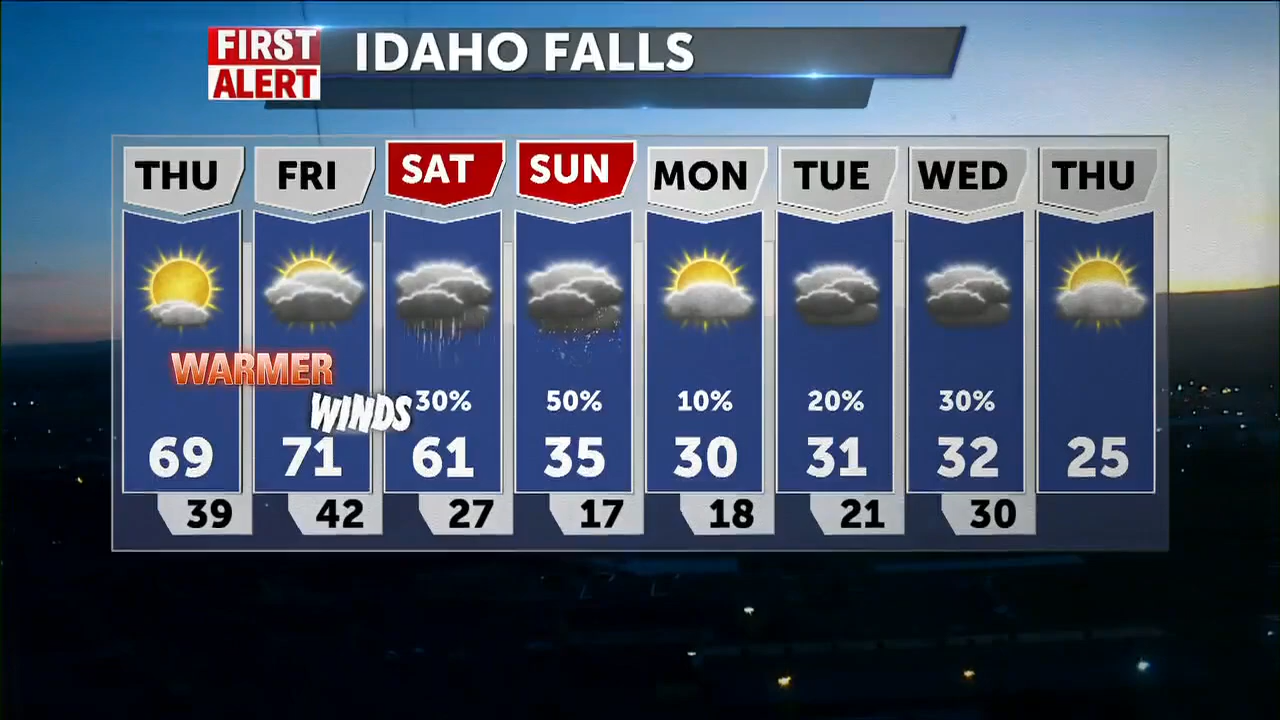 FIRST
ALERT
IDAHO FALLS
THU FRI SAT SUN MON TUE WED THU
WARMER
WINDS
30% 50% 10% 20% 30%
69 71 61 35 30 31 32 25
39 42 27 17 18 21 30